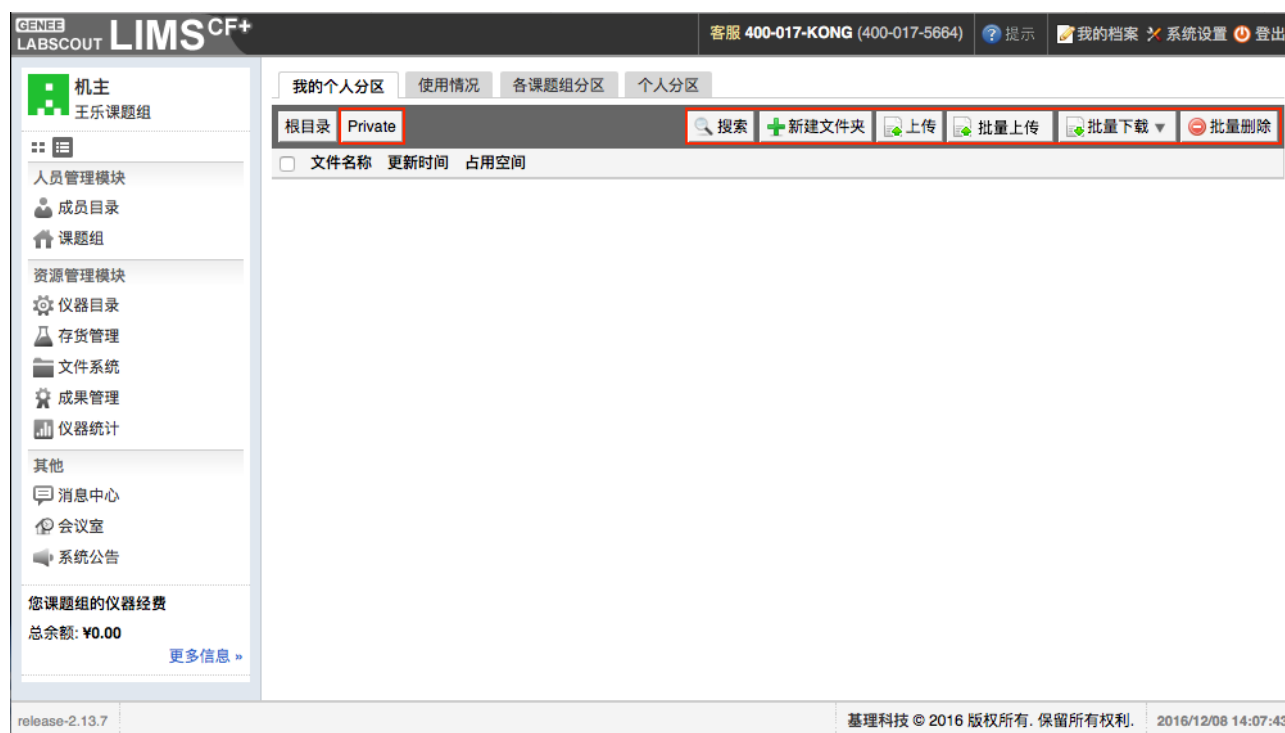 GENEE
LABSCOUT LIMS CF+
客服 400-017-KONG (400-017-5664) 提示 我的档案 系统设置 登出
机主
王乐课题组
人员管理模块
成员目录
课题组
资源管理模块
仪器目录
存货管理
文件系统
成果管理
仪器统计
其他
消息中心
会议室
系统公告
您课题组的仪器经费
总余额: ¥0.00
更多信息 »
我的个人分区 使用情况 各课题组分区 个人分区
根目录 Private 搜索 新建文件夹 上传 批量上传 批量下载 ▼ 批量删除
文件名称 更新时间 占用空间
release-2.13.7 基理科技 © 2016 版权所有. 保留所有权利. 2016/12/08 14:07:43